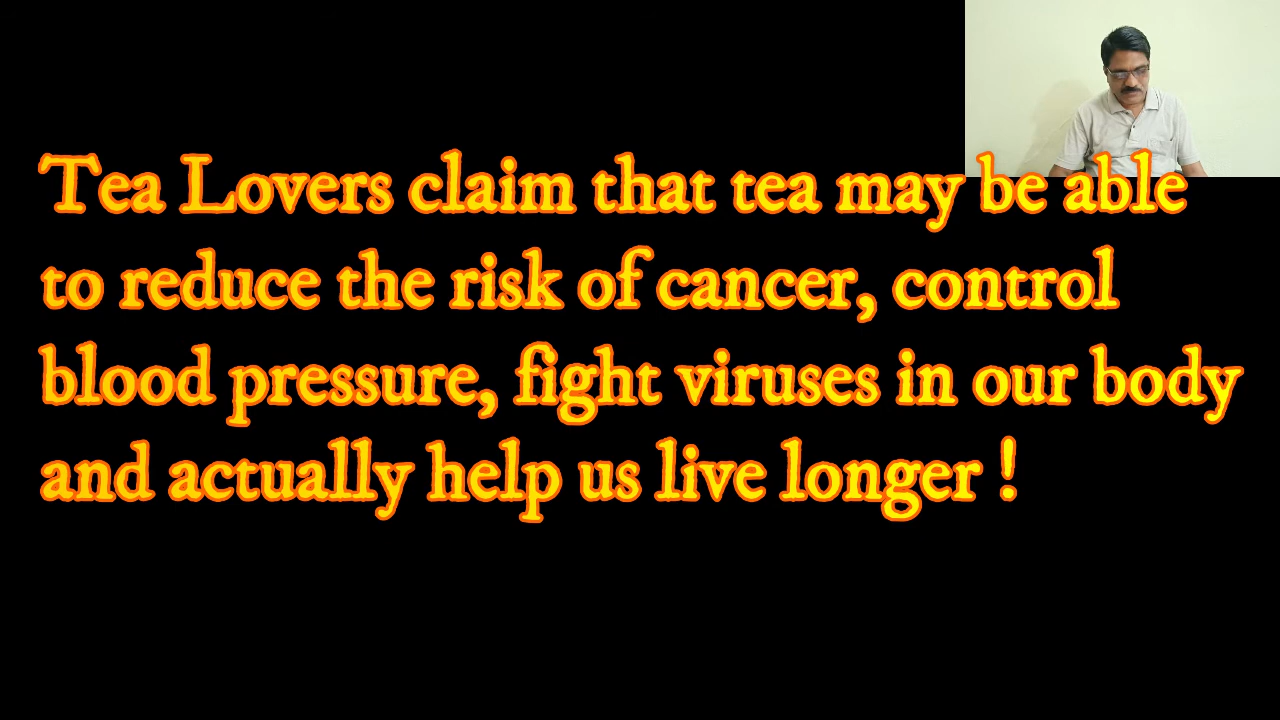 Tea Lovers claim that tea may be able
to reduce the risk of cancer, control
blood pressure, fight viruses in our body
and actually help us live longer !